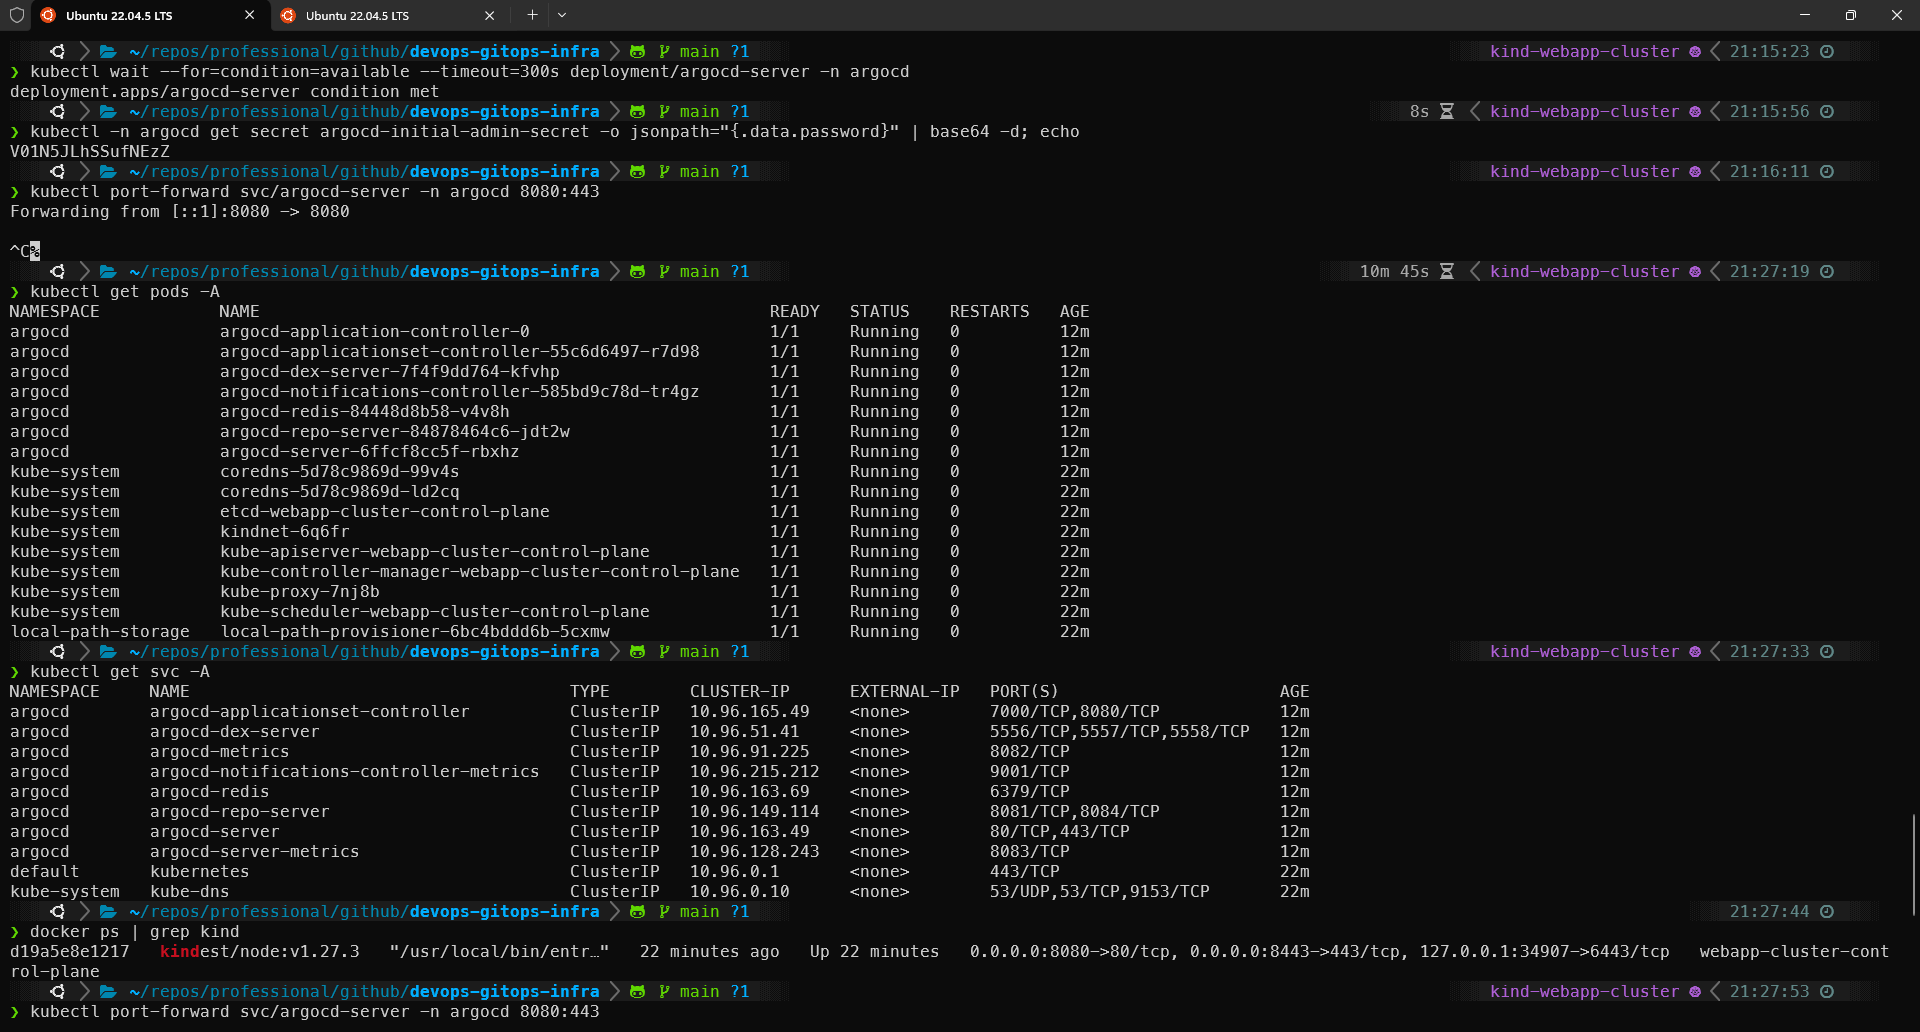 Ubuntu 22.04.5 LTS
Ubuntu 22.04.5 LTS
~/repos/professional/github/devops-gitops-infra main ?1 kind-webapp-cluster 21:15:23
❯ kubectl wait --for=condition=available --timeout=300s deployment/argocd-server -n argocd
deployment.apps/argocd-server condition met
~/repos/professional/github/devops-gitops-infra main ?1 8s kind-webapp-cluster 21:15:56
❯ kubectl -n argocd get secret argocd-initial-admin-secret -o jsonpath="{.data.password}" | base64 -d; echo
V01N5JLhSSufNEzZ
~/repos/professional/github/devops-gitops-infra main ?1 kind-webapp-cluster 21:16:11
❯ kubectl port-forward svc/argocd-server -n argocd 8080:443
Forwarding from [::1]:8080 -> 8080
^C%
~/repos/professional/github/devops-gitops-infra main ?1 10m 45s kind-webapp-cluster 21:27:19
❯ kubectl get pods -A
NAMESPACE NAME READY STATUS RESTARTS AGE
argocd argocd-application-controller-0 1/1 Running 0 12m
argocd argocd-applicationset-controller-55c6d6497-r7d98 1/1 Running 0 12m
argocd argocd-dex-server-7f4f9dd764-kfvhp 1/1 Running 0 12m
argocd argocd-notifications-controller-585bd9c78d-tr4gz 1/1 Running 0 12m
argocd argocd-redis-84448d8b58-v4v8h 1/1 Running 0 12m
argocd argocd-repo-server-84878464c6-jdt2w 1/1 Running 0 12m
argocd argocd-server-6ffcf8cc5f-rbxhz 1/1 Running 0 12m
kube-system coredns-5d78c9869d-99v4s 1/1 Running 0 22m
kube-system coredns-5d78c9869d-ld2cq 1/1 Running 0 22m
kube-system etcd-webapp-cluster-control-plane 1/1 Running 0 22m
kube-system kindnet-6q6fr 1/1 Running 0 22m
kube-system kube-apiserver-webapp-cluster-control-plane 1/1 Running 0 22m
kube-system kube-controller-manager-webapp-cluster-control-plane 1/1 Running 0 22m
kube-system kube-proxy-7nj8b 1/1 Running 0 22m
kube-system kube-scheduler-webapp-cluster-control-plane 1/1 Running 0 22m
local-path-storage local-path-provisioner-6bc4bddd6b-5cxmw 1/1 Running 0 22m
~/repos/professional/github/devops-gitops-infra main ?1 kind-webapp-cluster 21:27:33
❯ kubectl get svc -A
NAMESPACE NAME TYPE CLUSTER-IP EXTERNAL-IP PORT(S) AGE
argocd argocd-applicationset-controller ClusterIP 10.96.165.49 <none> 7000/TCP,8080/TCP 12m
argocd argocd-dex-server ClusterIP 10.96.51.41 <none> 5556/TCP,5557/TCP,5558/TCP 12m
argocd argocd-metrics ClusterIP 10.96.91.225 <none> 8082/TCP 12m
argocd argocd-notifications-controller-metrics ClusterIP 10.96.215.212 <none> 9001/TCP 12m
argocd argocd-redis ClusterIP 10.96.163.69 <none> 6379/TCP 12m
argocd argocd-repo-server ClusterIP 10.96.149.114 <none> 8081/TCP,8084/TCP 12m
argocd argocd-server ClusterIP 10.96.163.49 <none> 80/TCP,443/TCP 12m
argocd argocd-server-metrics ClusterIP 10.96.128.243 <none> 8083/TCP 12m
default kubernetes ClusterIP 10.96.0.1 <none> 443/TCP 22m
kube-system kube-dns ClusterIP 10.96.0.10 <none> 53/UDP,53/TCP,9153/TCP 22m
~/repos/professional/github/devops-gitops-infra main ?1 21:27:44
❯ docker ps | grep kind
d19a5e8e1217 kindest/node:v1.27.3 "/usr/local/bin/entr…" 22 minutes ago Up 22 minutes 0.0.0.0:8080->80/tcp, 0.0.0.0:8443->443/tcp, 127.0.0.1:34907->6443/tcp webapp-cluster-cont
rol-plane
~/repos/professional/github/devops-gitops-infra main ?1 kind-webapp-cluster 21:27:53
❯ kubectl port-forward svc/argocd-server -n argocd 8080:443